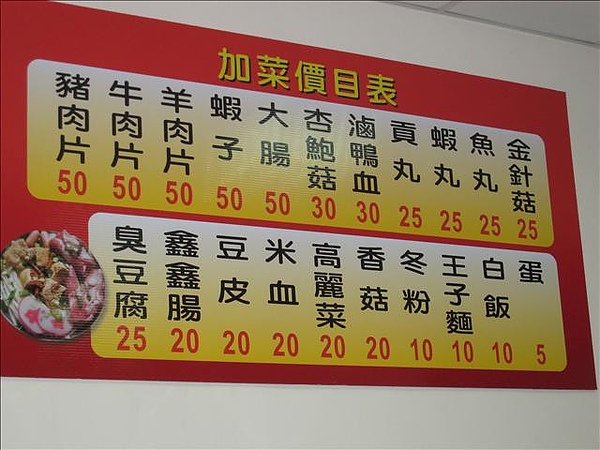 加菜價目表
豬肉片 50
牛肉片 50
羊肉片 50
蝦子 50
大腸 50
杏鮑菇 30
滷鴨血 30
貢丸 25
蝦丸 25
魚丸 25
金針菇 25
臭豆腐 25
鑫鑫腸 20
豆皮 20
米血 20
高麗菜 20
香菇 20
冬粉 10
王子麵 10
白飯 10
蛋 5